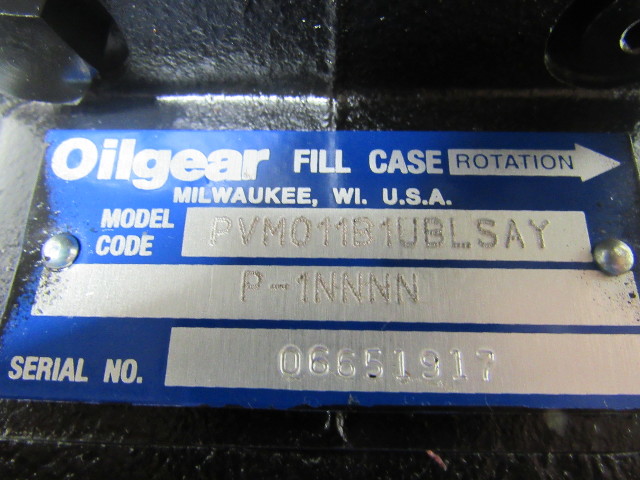 Oilgear FILL CASE ROTATION
MILWAUKEE, WI. U.S.A.
MODEL CODE PVM011B1UBLSAY
P-1NNNN
SERIAL NO. 06651917